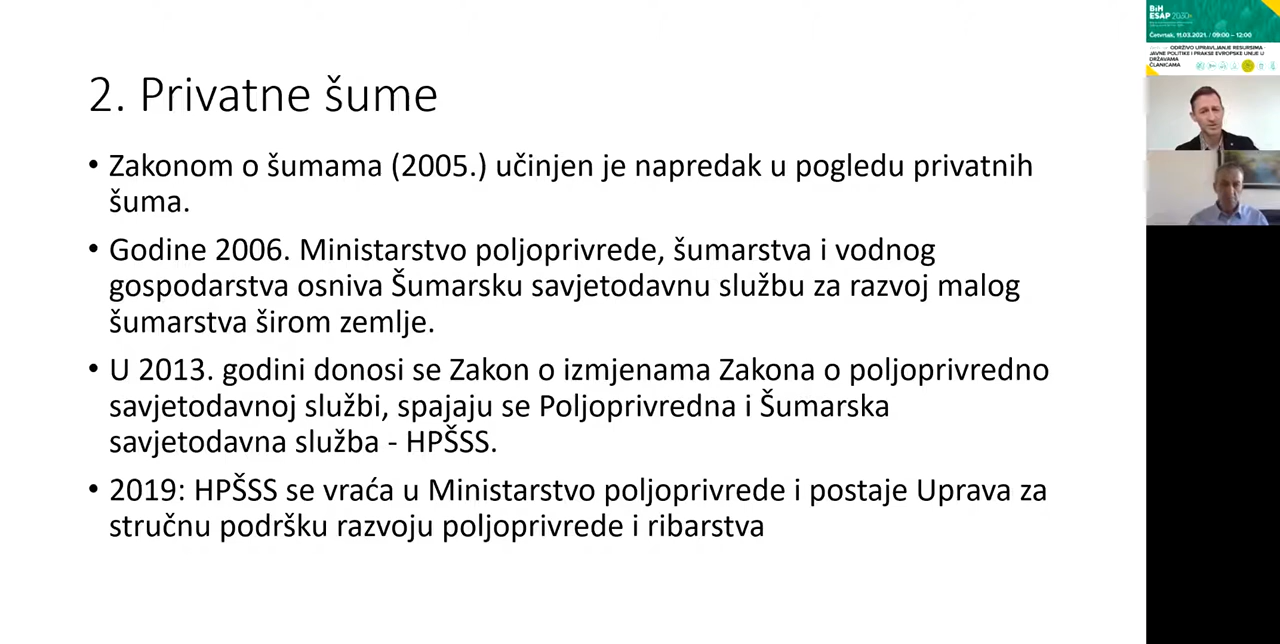 2. Privatne šume
• Zakonom o šumama (2005.) učinjen je napredak u pogledu privatnih
šuma.
• Godine 2006. Ministarstvo poljoprivrede, šumarstva i vodnog
gospodarstva osniva Šumarsku savjetodavnu službu za razvoj malog
šumarstva širom zemlje.
• U 2013. godini donosi se Zakon o izmjenama Zakona o poljoprivredno
savjetodavnoj službi, spajaju se Poljoprivredna i Šumarska
savjetodavna služba - HPŠSS.
• 2019: HPŠSS se vraća u Ministarstvo poljoprivrede i postaje Uprava za
stručnu podršku razvoju poljoprivrede i ribarstva
BiH
ESAP 2030+
Četvrtak, 11.03.2021. / 09:00 – 12:00
ODRŽIVO UPRAVLJANJE RESURSIMA -
JAVNE POLITIKE I PRAKSE EVROPSKE UNIJE U
DRŽAVAMA
ČLANICAMA